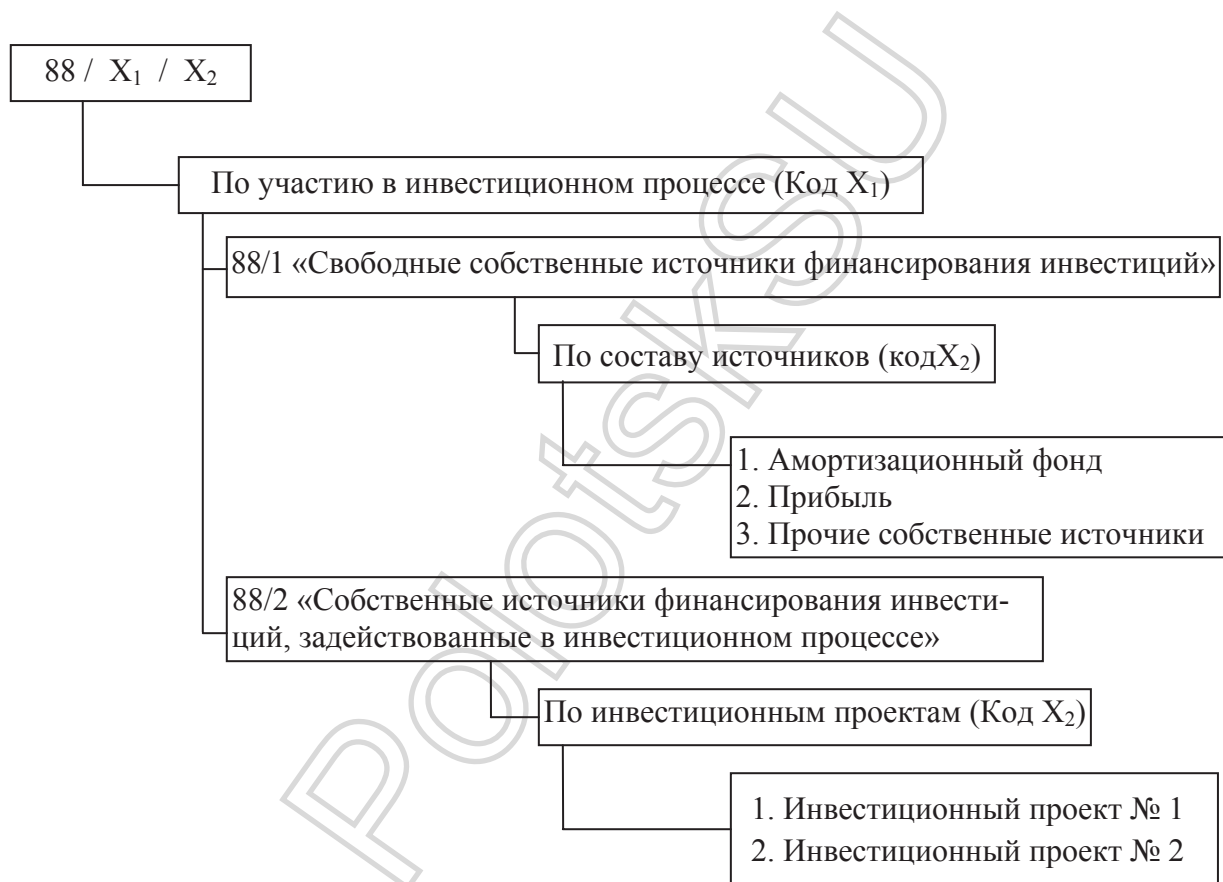 88 / X₁ / X₂
По участию в инвестиционном процессе (Код X₁)
88/1 «Свободные собственные источники финансирования инвестиций»
По составу источников (кодX₂)
1. Амортизационный фонд
2. Прибыль
3. Прочие собственные источники
88/2 «Собственные источники финансирования инвести-
ций, задействованные в инвестиционном процессе»
По инвестиционным проектам (Код X₂)
1. Инвестиционный проект № 1
2. Инвестиционный проект № 2
PolotskSU